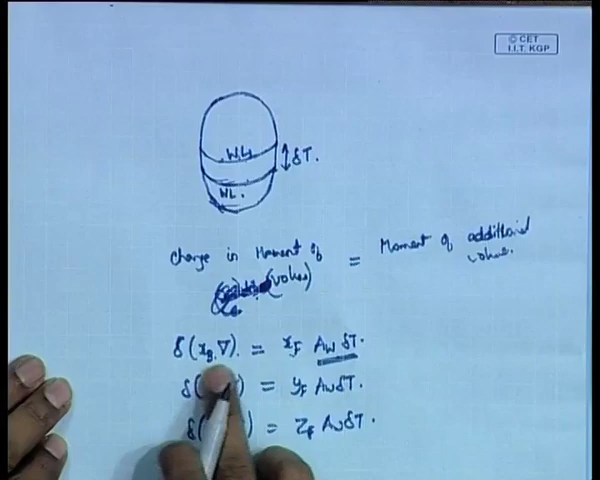 © CET
I.I.T. KGP
W.L₁
δT.
WL.
Change in Moment of = Moment of additional
(volume) volume.
δ(x_B ∇). = x_F A_W δT.
δ( ) = y_F A_W δT.
δ( ) = z_F A_W δT.